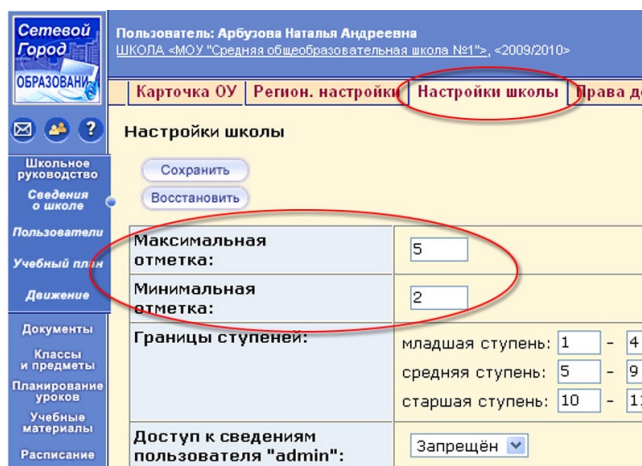 Сетевой
Город
ОБРАЗОВАНИ
Пользователь: Арбузова Наталья Андреевна
ШКОЛА <МОУ "Средняя общеобразовательная школа №1">, <2009/2010>
Карточка ОУ
Регион. настройки
Настройки школы
Права д
?
Настройки школы
Школьное
руководство
Сведения
о школе
Пользователи
Учебный план
Движение
Документы
Классы
и предметы
Планирование
уроков
Учебные
материалы
Расписание
Сохранить
Восстановить
Максимальная
отметка:
5
Минимальная
отметка:
2
Границы ступеней:
младшая ступень: 1 - 4
средняя ступень: 5 - 9
старшая ступень: 10 - 11
Доступ к сведениям
пользователя "admin":
Запрещён